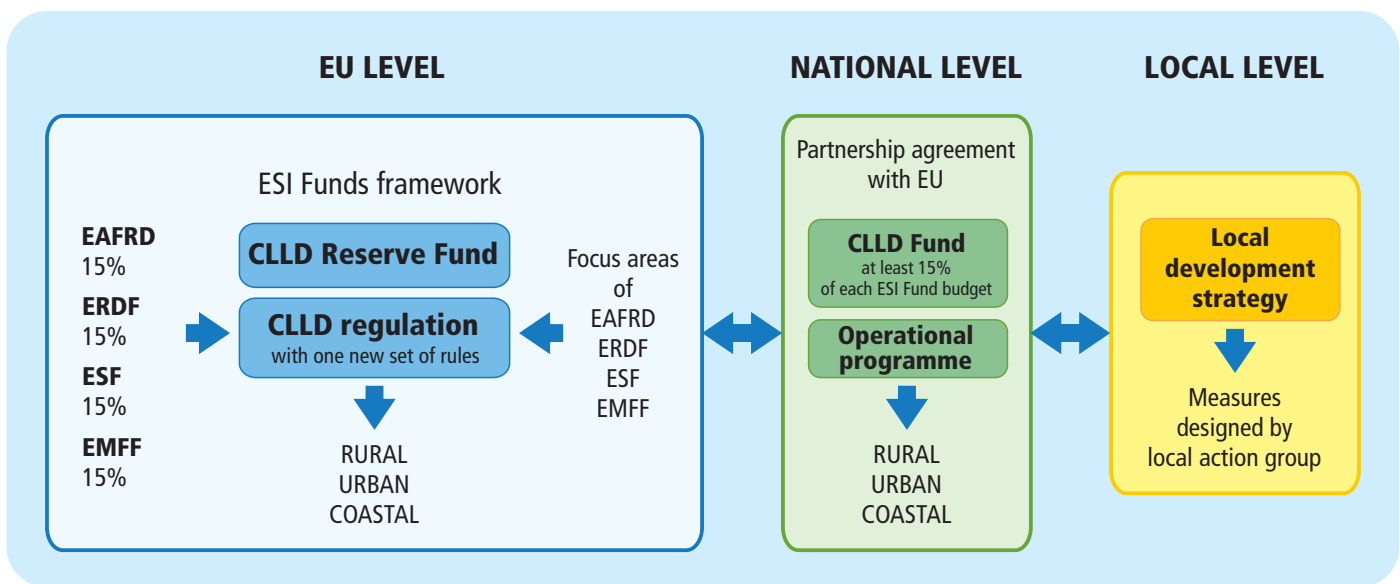 EU LEVEL
ESI Funds framework
EAFRD
15%
ERDF
15%
ESF
15%
EMFF
15%
CLLD Reserve Fund
CLLD regulation
with one new set of rules
RURAL
URBAN
COASTAL
Focus areas
of
EAFRD
ERDF
ESF
EMFF
NATIONAL LEVEL
Partnership agreement
with EU
CLLD Fund
at least 15%
of each ESI Fund budget
Operational
programme
RURAL
URBAN
COASTAL
LOCAL LEVEL
Local
development
strategy
Measures
designed by
local action group